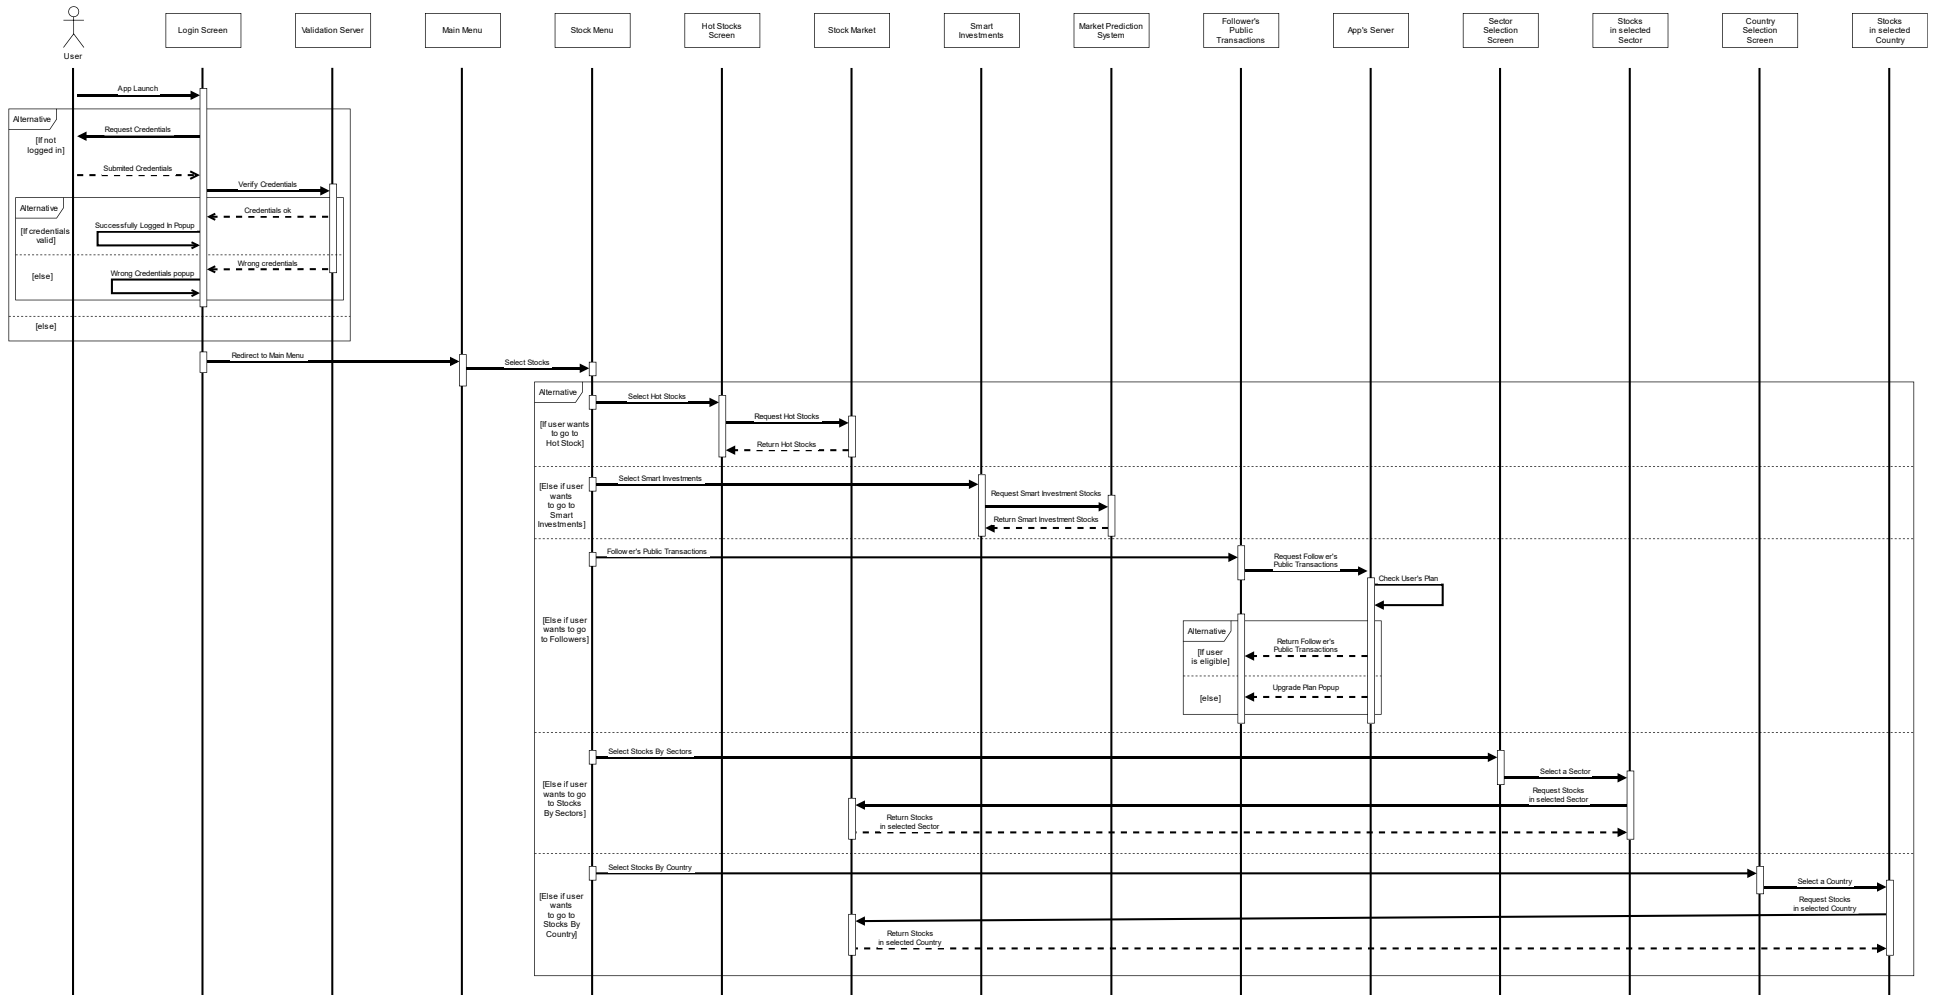 User
Login Screen
Validation Server
Main Menu
Stock Menu
Hot Stocks
Screen
Stock Market
Smart
Investments
Market Prediction
System
Follower's
Public
Transactions
App's Server
Sector
Selection
Screen
Stocks
in selected
Sector
Country
Selection
Screen
Stocks
in selected
Country
App Launch
Alternative
[If not
logged in]
Request Credentials
Submited Credentials
Verify Credentials
Alternative
[If credentials
valid]
Credentials ok
Successfully Logged In Popup
[else]
Wrong credentials
Wrong Credentials popup
[else]
Redirect to Main Menu
Select Stocks
Alternative
[If user wants
to go to
Hot Stock]
Select Hot Stocks
Request Hot Stocks
Return Hot Stocks
[Else if user
wants
to go to
Smart
Investments]
Select Smart Investments
Request Smart Investment Stocks
Return Smart Investment Stocks
[Else if user
wants to go
to Followers]
Follower's Public Transactions
Request Follower's
Public Transactions
Check User's Plan
Alternative
[If user
is eligible]
Return Follower's
Public Transactions
[else]
Upgrade Plan Popup
[Else if user
wants to go
to Stocks
By Sectors]
Select Stocks By Sectors
Select a Sector
Request Stocks
in selected Sector
Return Stocks
in selected Sector
[Else if user
wants
to go to
Stocks By
Country]
Select Stocks By Country
Select a Country
Request Stocks
in selected Country
Return Stocks
in selected Country